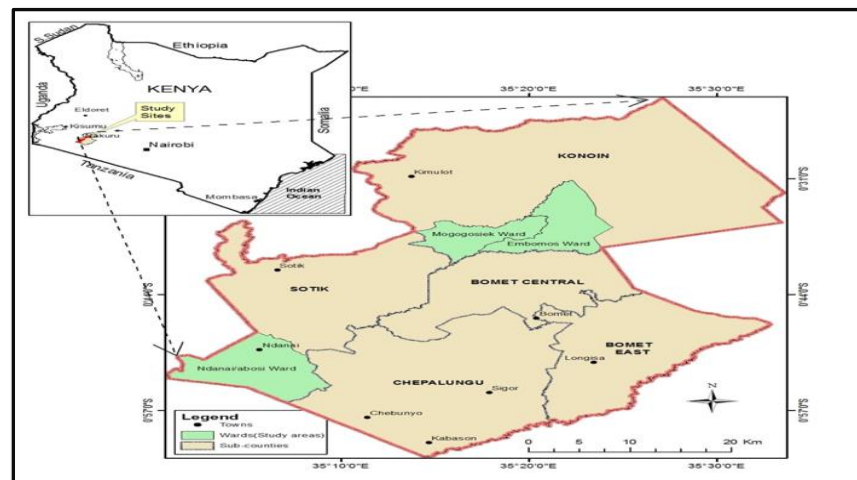 S. Sudan
Ethiopia
Uganda
KENYA
Eldoret
Study
Sites
Kisumu
Nakuru
Nairobi
Somalia
Tanzania
Mombasa
Indian
Ocean
35°20'0"E
35°30'0"E
KONOIN
Kimulot
Mogogosiek Ward
Embomos Ward
Sotik
SOTIK
BOMET CENTRAL
Bomet
BOMET
EAST
Longisa
Ndanai
Ndanai/abosi Ward
CHEPALUNGU
Sigor
Chebunyo
Kabason
N
Legend
Towns
Wards(Study areas)
Sub-counties
0 5 10 20 Km
35°10'0"E
35°20'0"E
35°30'0"E